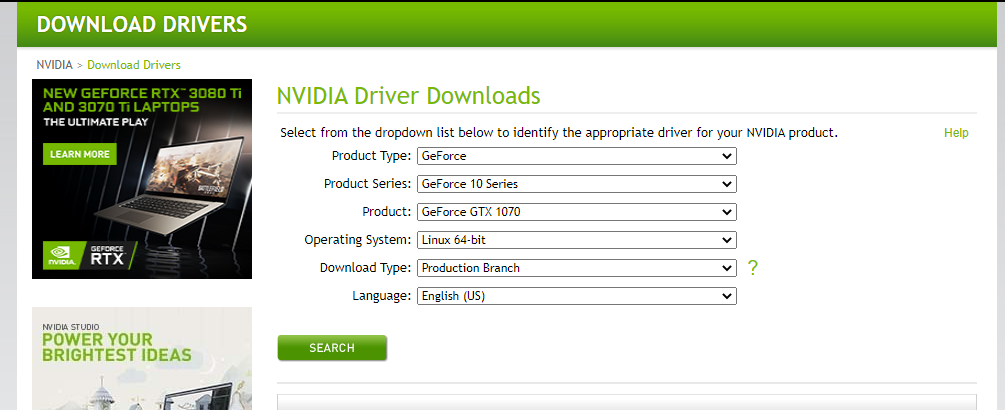 DOWNLOAD DRIVERS
NVIDIA > Download Drivers
NEW GEFORCE RTX™ 3080 Ti
AND 3070 Ti LAPTOPS
THE ULTIMATE PLAY
LEARN MORE
BATTLEFIELD
NVIDIA.
GEFORCE
RTX
NVIDIA STUDIO
POWER YOUR
BRIGHTEST IDEAS
NVIDIA Driver Downloads
Select from the dropdown list below to identify the appropriate driver for your NVIDIA product.
Help
Product Type: GeForce
Product Series: GeForce 10 Series
Product: GeForce GTX 1070
Operating System: Linux 64-bit
Download Type: Production Branch ?
Language: English (US)
SEARCH